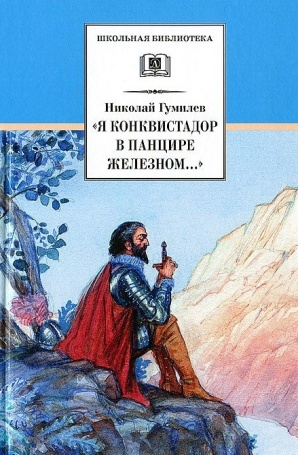 ШКОЛЬНАЯ БИБЛИОТЕКА
Николай Гумилев
«Я КОНКВИСТАДОР
В ПАНЦИРЕ
ЖЕЛЕЗНОМ...»